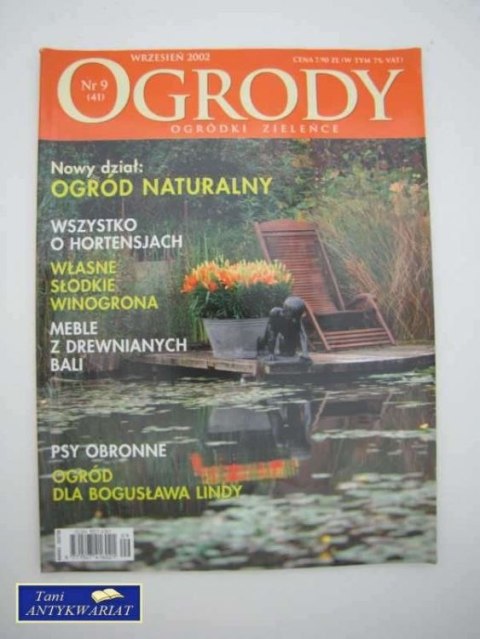 WRZESIEŃ 2002
CENA 7,90 ZŁ (W TYM 7% VAT)
Nr 9
(41)
OGRODY
OGRÓDKI ZIELEŃCE
Nowy dział:
OGRÓD NATURALNY
WSZYSTKO
O HORTENSJACH
WŁASNE
SŁODKIE
WINOGRONA
MEBLE
Z DREWNIANYCH
BALI
PSY OBRONNE
OGRÓD
DLA BOGUSŁAWA LINDY
Tani
ANTYKWARIAT